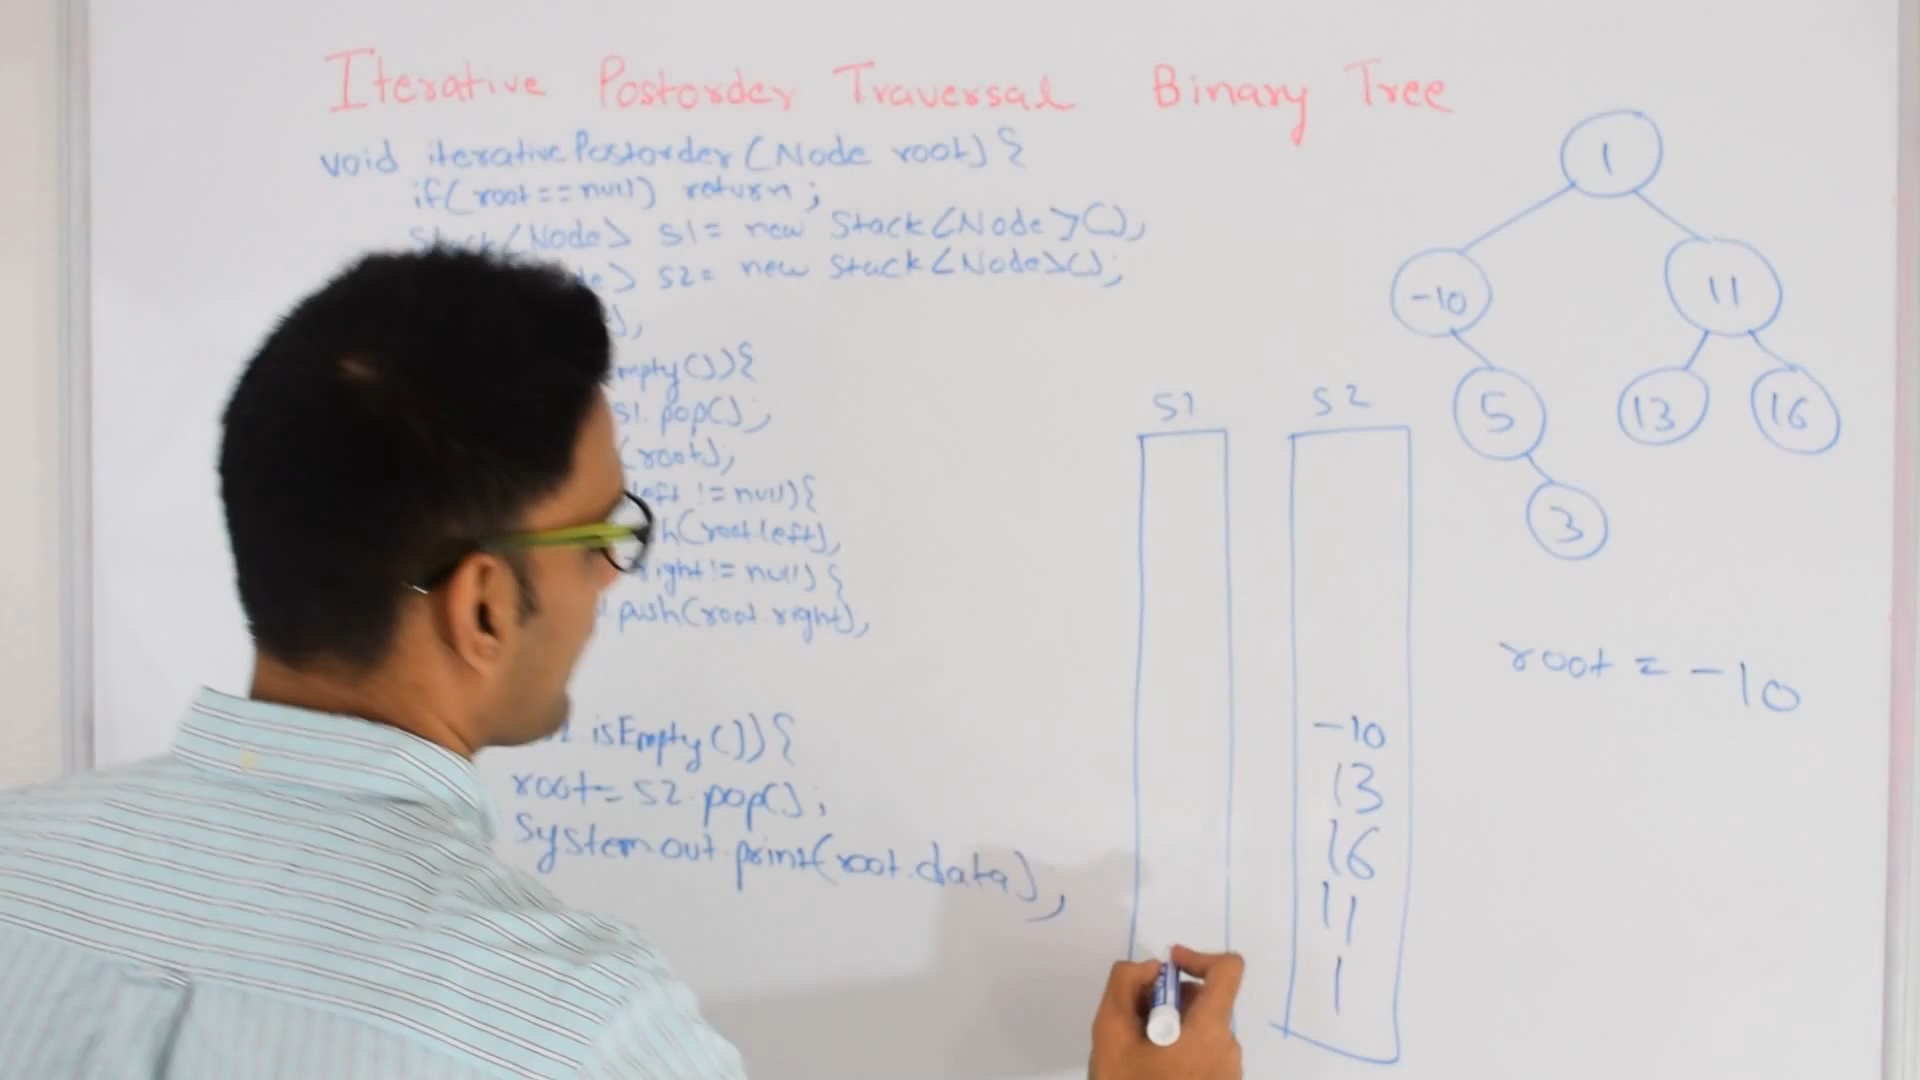 Iterative Postorder Traversal Binary Tree
void iterativePostorder(Node root){
if(root==null) return;
<Node> s1= new Stack<Node>();
s2= new Stack<Node>();
mpty()){
s1.pop();
(root);
left != null){
h(root.left);
right != null){
push(root.right);
isEmpty()){
root= s2.pop();
System out print(root.data);
1
-10
11
5
13
16
3
s1
s2
-10
13
16
11
1
root = -10